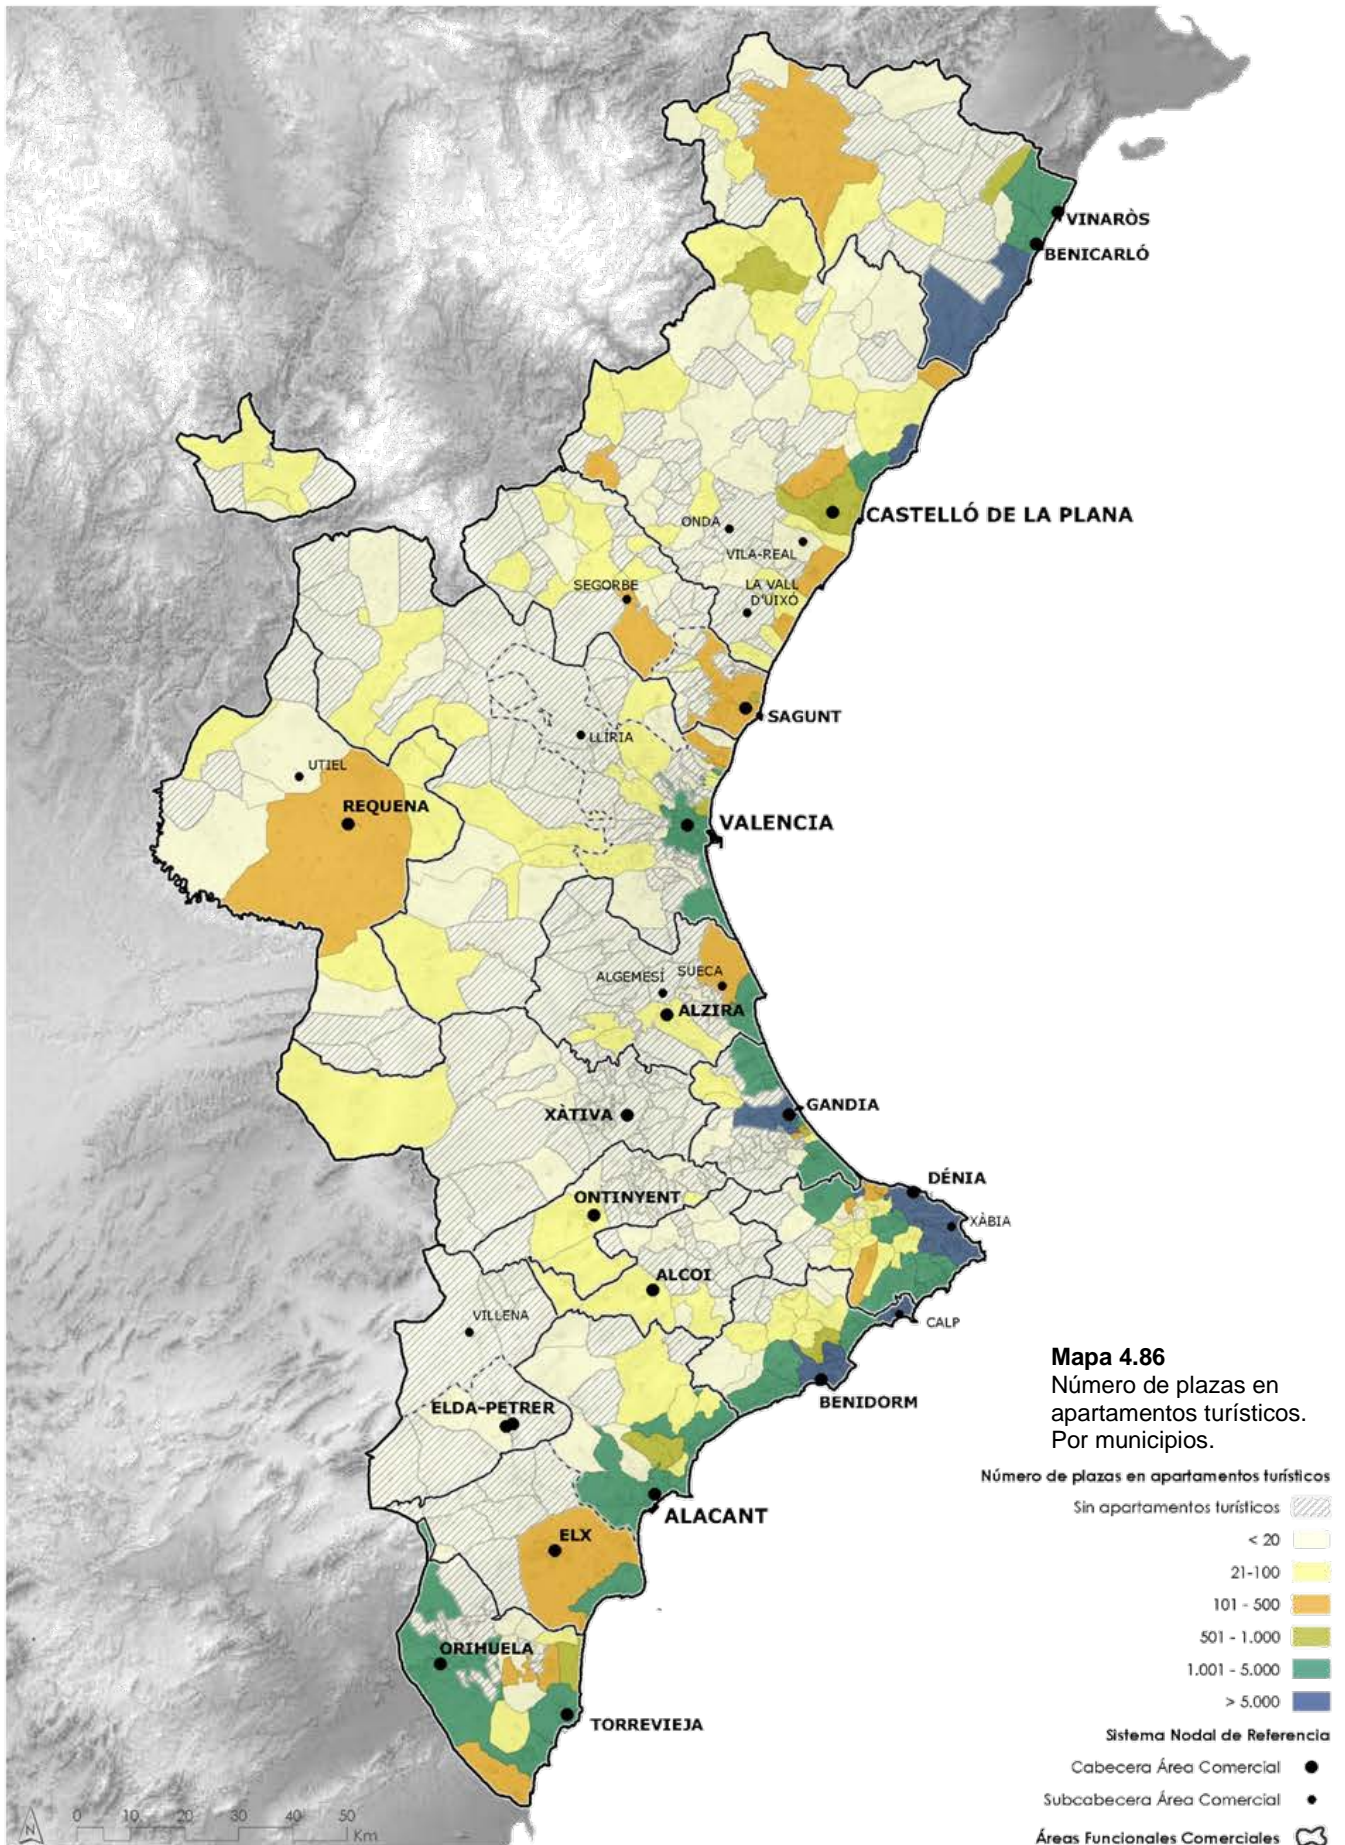 VINARÒS
BENICARLÓ
CASTELLÓ DE LA PLANA
ONDA
VILA-REAL
SEGORBE
LA VALL
D'UIXÓ
SAGUNT
LLÍRIA
UTIEL
REQUENA
VALENCIA
ALGEMESÍ
SUECA
ALZIRA
XÀTIVA
GANDIA
DÉNIA
ONTINYENT
XÀBIA
ALCOI
VILLENA
CALP
BENIDORM
ELDA-PETRER
ALACANT
ELX
ORIHUELA
TORREVIEJA
Mapa 4.86
Número de plazas en
apartamentos turísticos.
Por municipios.
Número de plazas en apartamentos turísticos
Sin apartamentos turísticos
< 20
21-100
101 - 500
501 - 1.000
1.001 - 5.000
> 5.000
Sistema Nodal de Referencia
Cabecera Área Comercial
Subcabecera Área Comercial
Áreas Funcionales Comerciales
N
0 10 20 30 40 50
Km